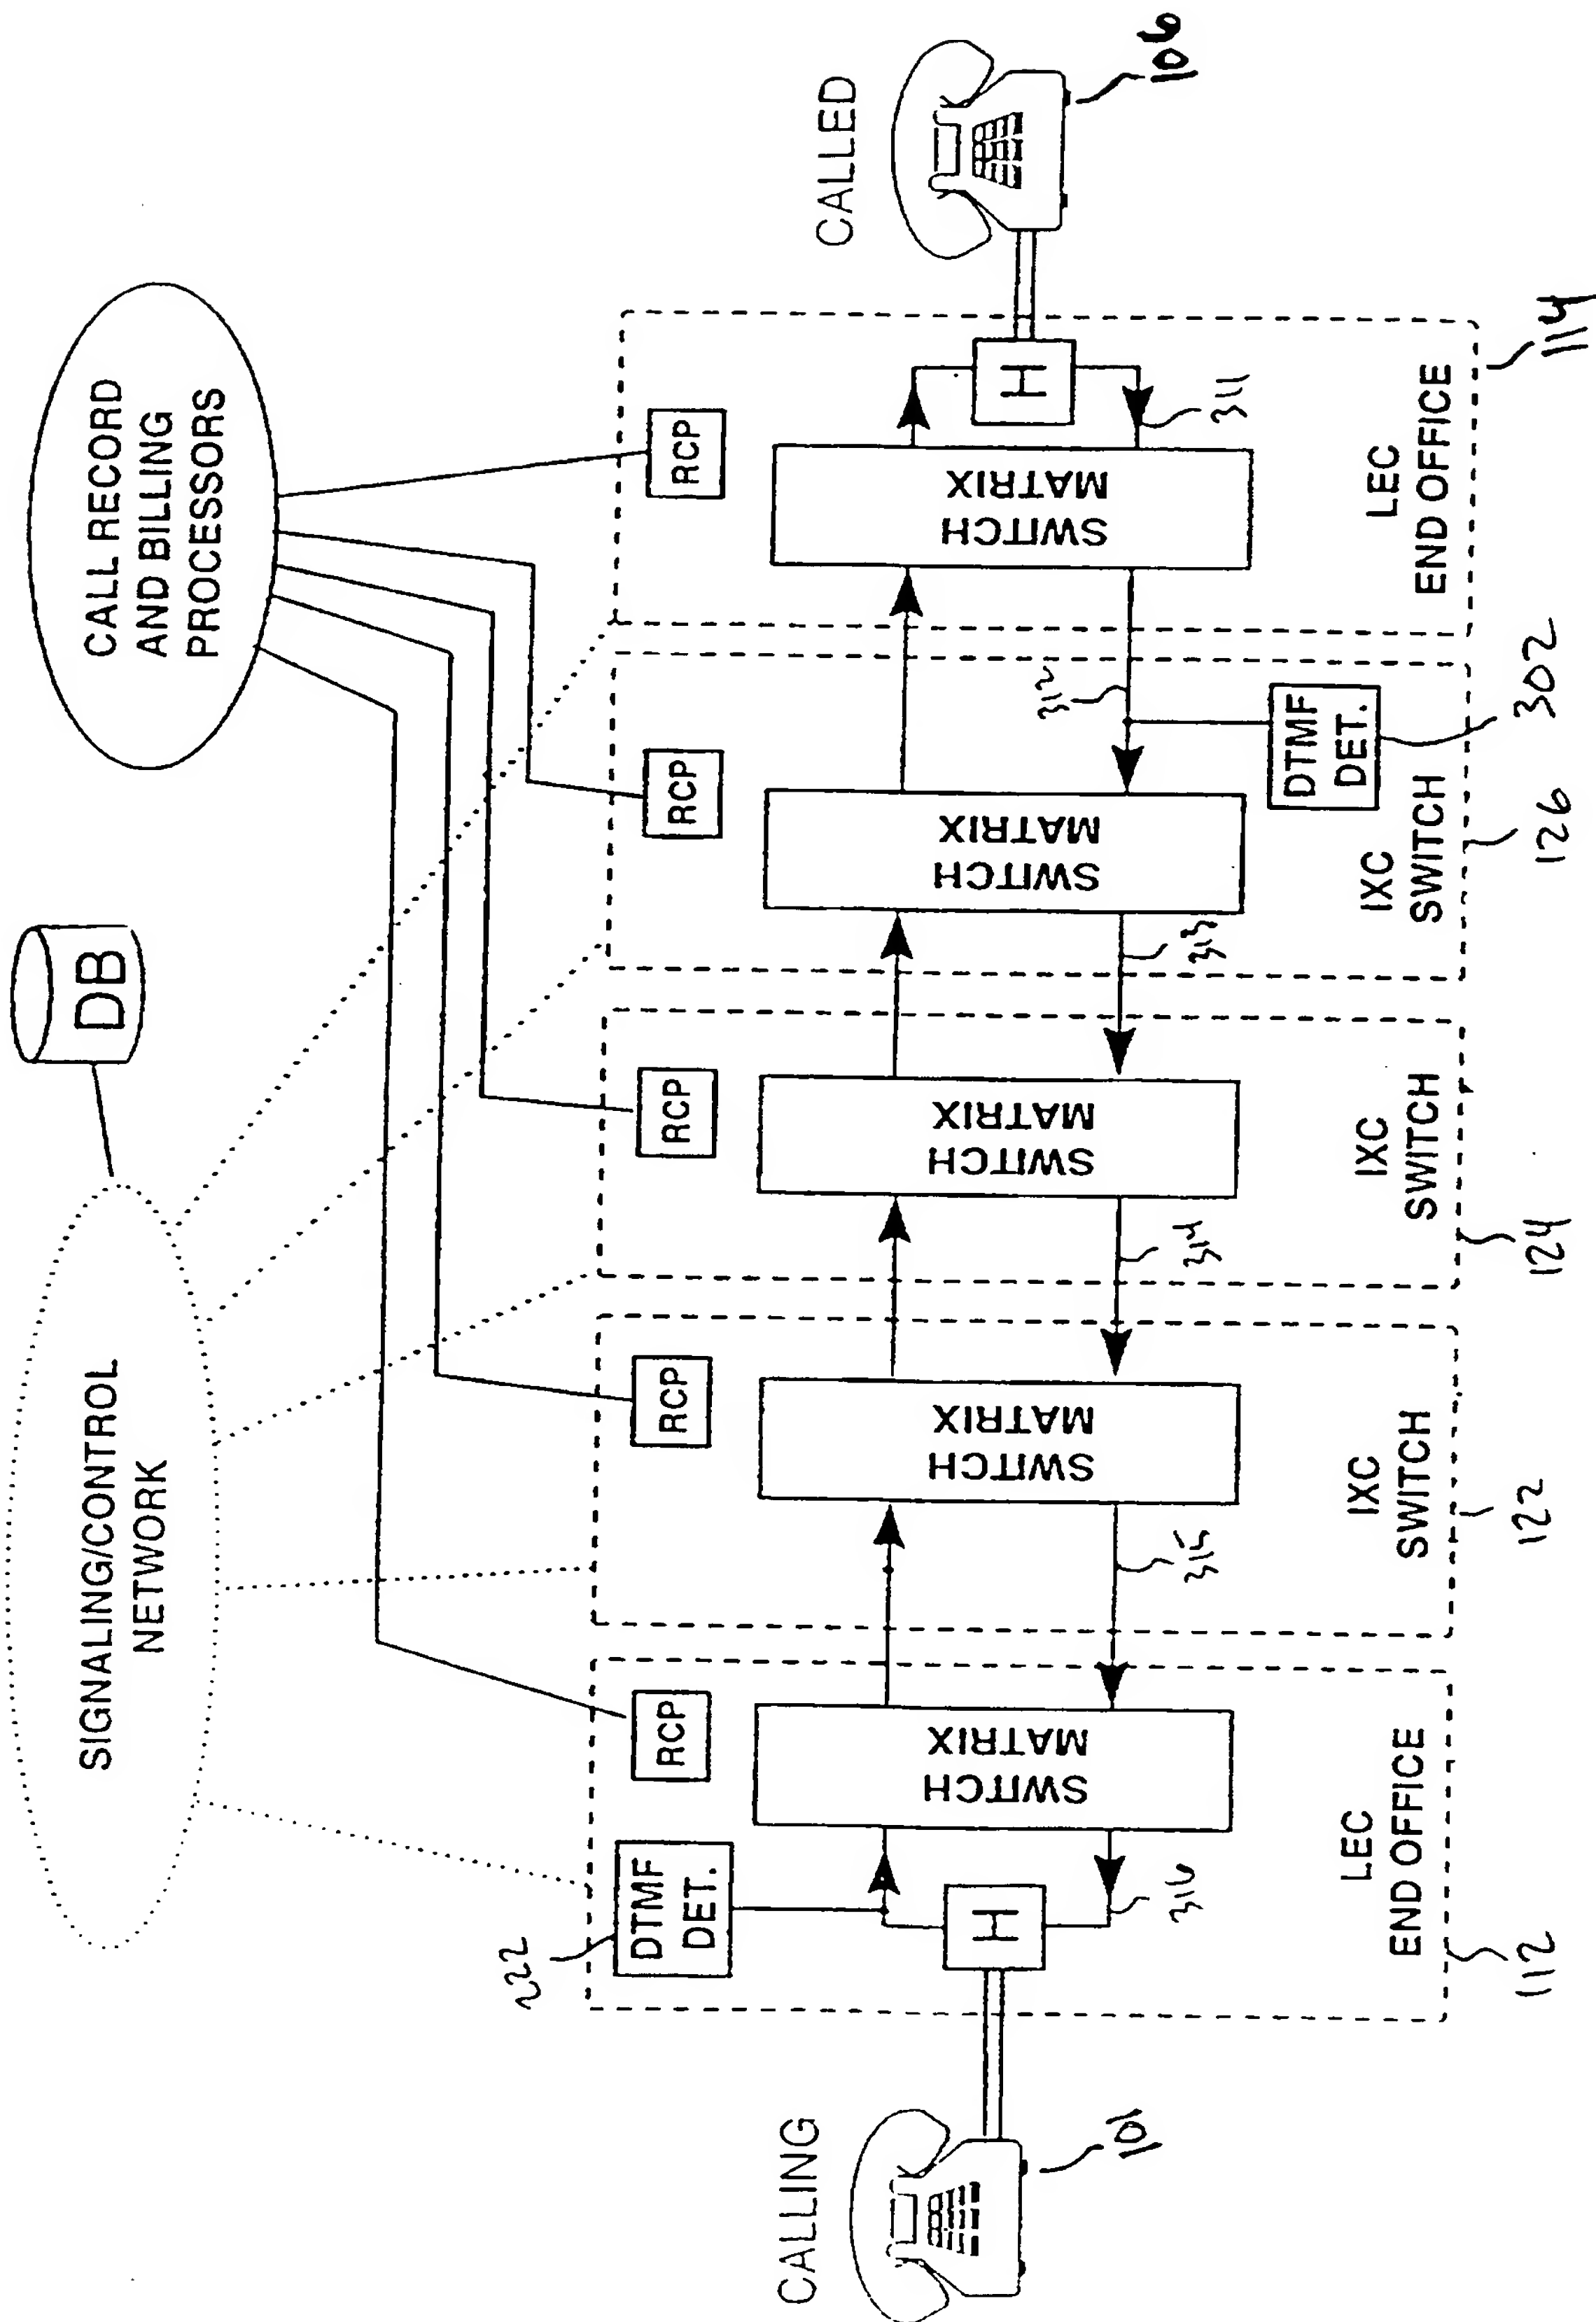 DB
SIGNALING/CONTROL
NETWORK
CALL RECORD
AND BILLING
PROCESSORS
CALLING
101
222
DTMF
DET.
RCP
H
SWITCH
MATRIX
316
LEC
END OFFICE
112
RCP
SWITCH
MATRIX
315
IXC
SWITCH
122
RCP
SWITCH
MATRIX
314
IXC
SWITCH
124
RCP
SWITCH
MATRIX
313
312
DTMF
DET.
302
IXC
SWITCH
126
RCP
SWITCH
MATRIX
H
311
LEC
END OFFICE
114
CALLED
106